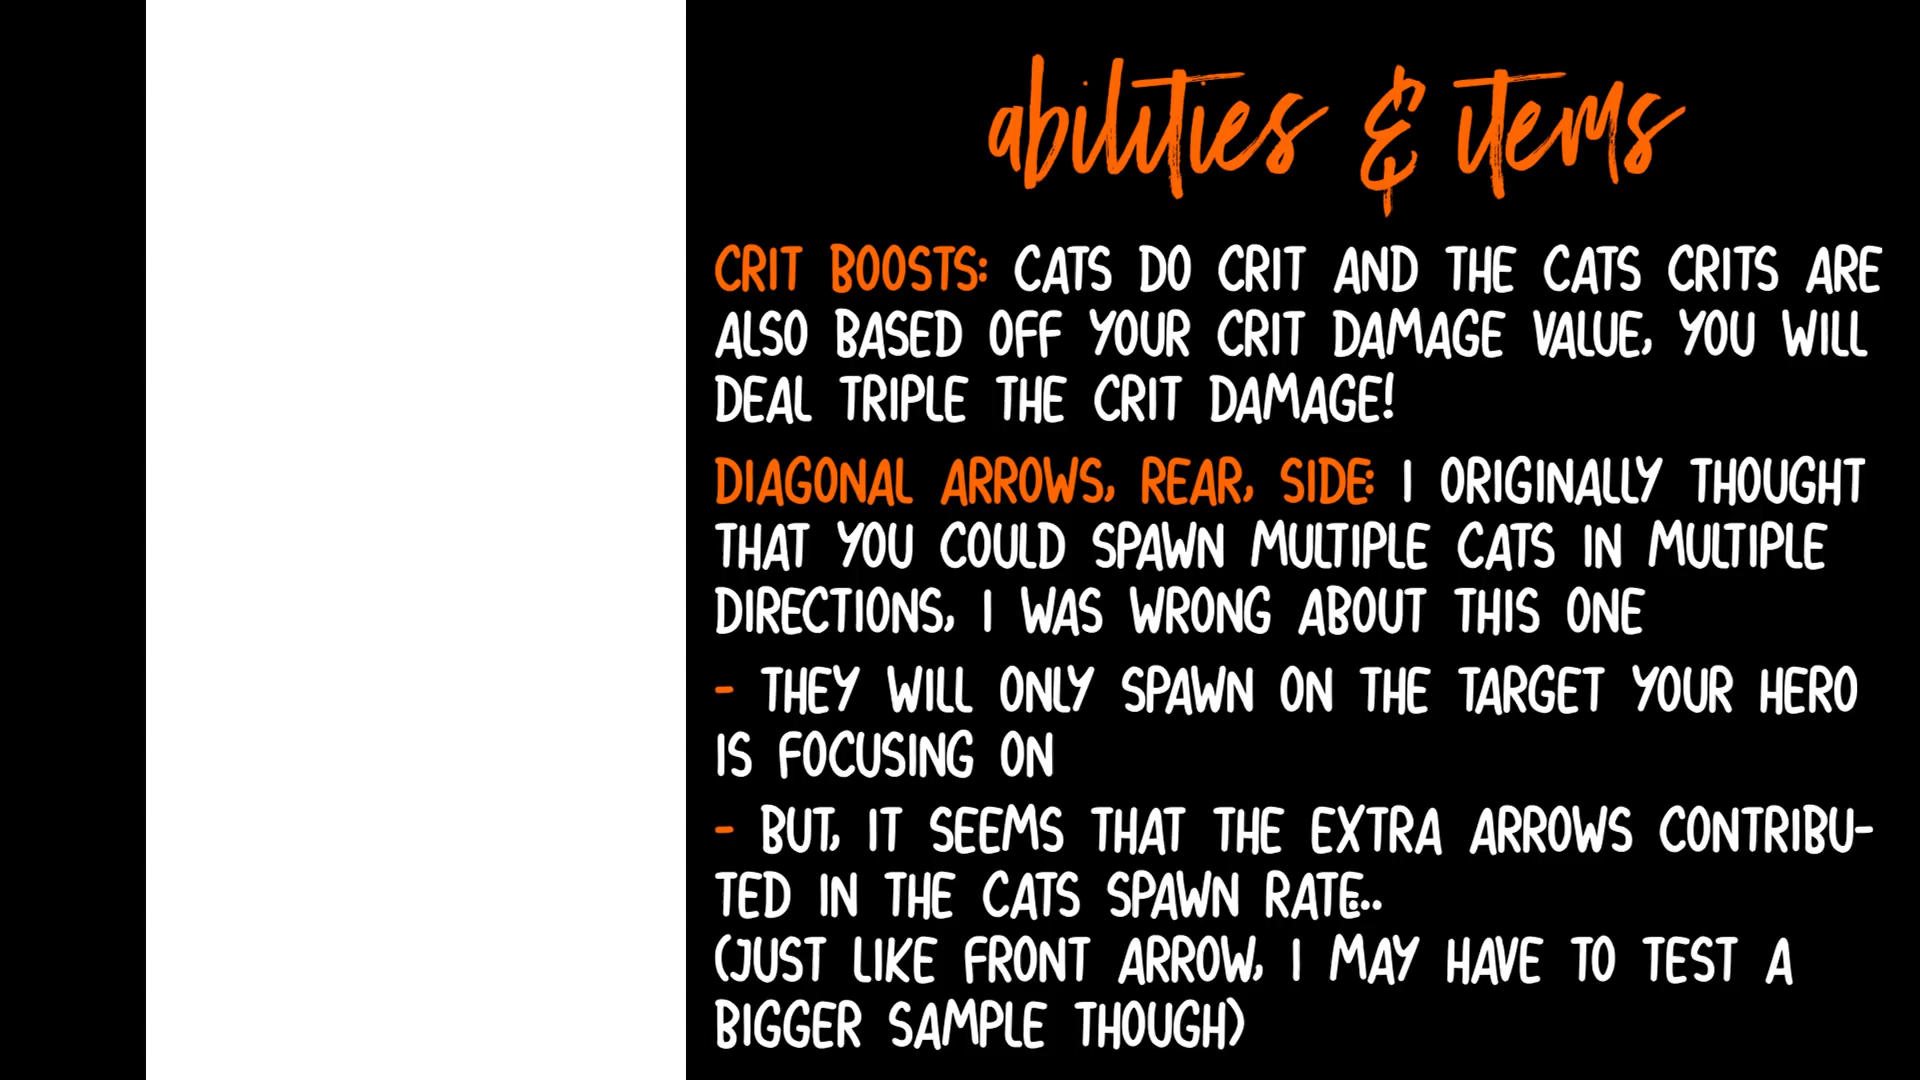 abilities & items
CRIT BOOSTS: CATS DO CRIT AND THE CATS CRITS ARE
ALSO BASED OFF YOUR CRIT DAMAGE VALUE, YOU WILL
DEAL TRIPLE THE CRIT DAMAGE!
DIAGONAL ARROWS, REAR, SIDE: I ORIGINALLY THOUGHT
THAT YOU COULD SPAWN MULTIPLE CATS IN MULTIPLE
DIRECTIONS, I WAS WRONG ABOUT THIS ONE
- THEY WILL ONLY SPAWN ON THE TARGET YOUR HERO
IS FOCUSING ON
- BUT, IT SEEMS THAT THE EXTRA ARROWS CONTRIBU-
TED IN THE CATS SPAWN RATE...
(JUST LIKE FRONT ARROW, I MAY HAVE TO TEST A
BIGGER SAMPLE THOUGH)